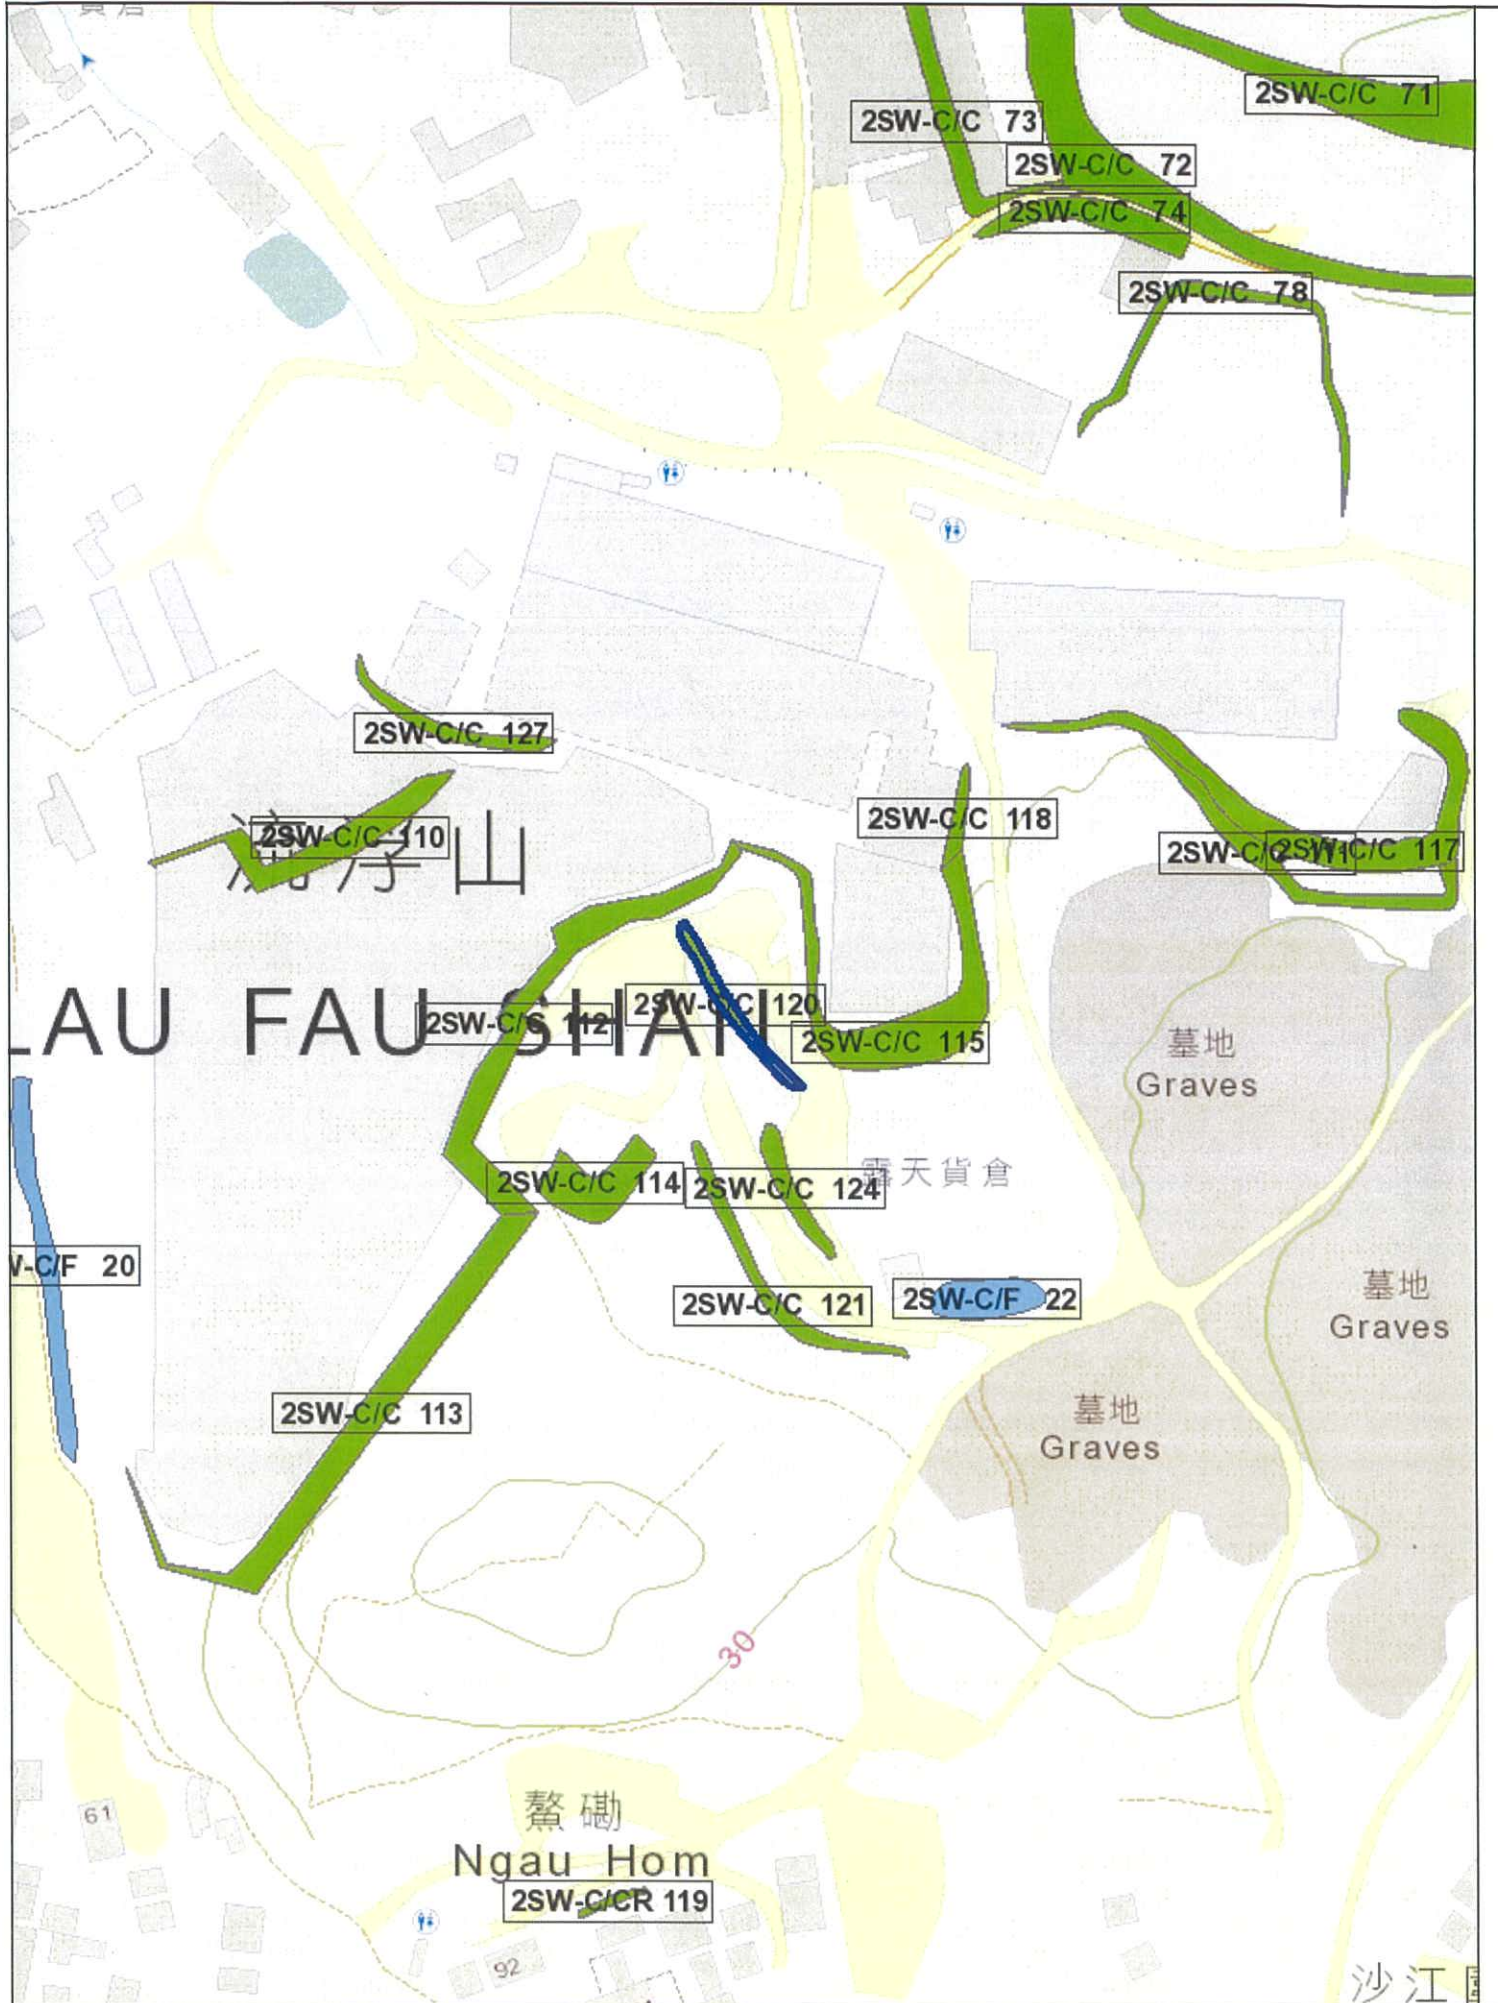 2SW-C/C 71
2SW-C/C 73
2SW-C/C 72
2SW-C/C 74
2SW-C/C 78
2SW-C/C 127
2SW-C/C 118
2SW-C/C 110
流浮山
2SW-C/C 117
LAU FAU SHAN
2SW-C/C 120
2SW-C/C 112
2SW-C/C 115
墓地
Graves
露天貨倉
2SW-C/C 114
2SW-C/C 124
W-C/F 20
2SW-C/C 121
2SW-C/F 22
墓地
Graves
2SW-C/C 113
墓地
Graves
30
鰲磡
61
Ngau Hom
2SW-C/CR 119
92
沙江